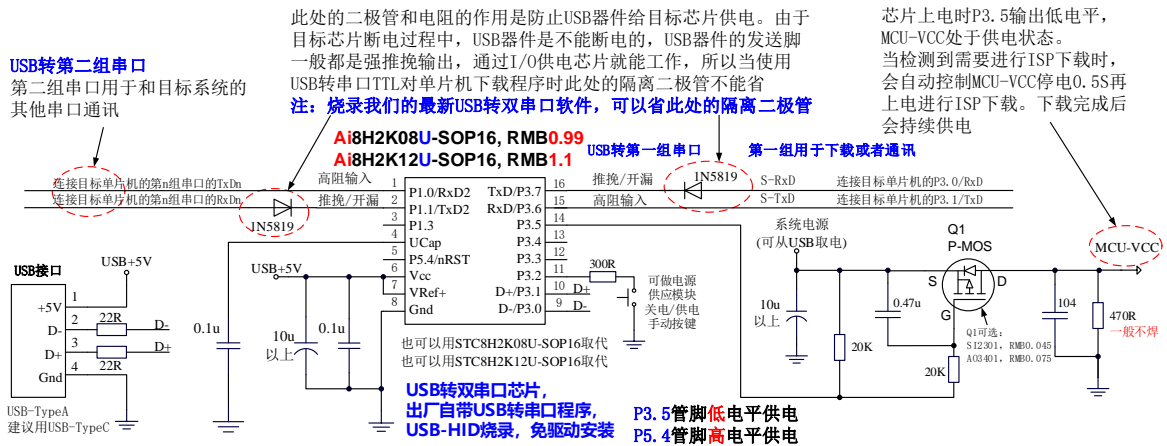 此处的二极管和电阻的作用是防止USB器件给目标芯片供电。由于
目标芯片断电过程中，USB器件是不能断电的，USB器件的发送脚
一般都是强推挽输出，通过I/O供电芯片就能工作，所以当使用
USB转串口TTL对单片机下载程序时此处的隔离二极管不能省
注：烧录我们的最新USB转双串口软件，可以省此处的隔离二极管
芯片上电时P3.5输出低电平，
MCU-VCC处于供电状态。
当检测到需要进行ISP下载时，
会自动控制MCU-VCC停电0.5S再
上电进行ISP下载。下载完成后
会持续供电
USB转第二组串口
第二组串口用于和目标系统的
其他串口通讯
Ai8H2K08U-SOP16, RMB0.99
Ai8H2K12U-SOP16, RMB1.1
USB转第一组串口
第一组用于下载或者通讯
连接目标单片机的第n组串口的TxDn
连接目标单片机的第n组串口的RxDn
1N5819
高阻输入
推挽/开漏
1
2
3
4
5
6
7
8
P1.0/RxD2
P1.1/TxD2
P1.3
UCap
P5.4/nRST
Vcc
VRef+
Gnd
TxD/P3.7
RxD/P3.6
P3.5
P3.4
P3.3
P3.2
D+/P3.1
D-/P3.0
16
15
14
13
12
11
10
9
推挽/开漏
高阻输入
1N5819
S-RxD
S-TxD
连接目标单片机的P3.0/RxD
连接目标单片机的P3.1/TxD
D+
D-
300R
可做电源
供应模块
关电/供电
手动按键
USB接口
+5V
D-
D+
Gnd
1
2
3
4
USB+5V
22R
22R
D-
D+
USB-TypeA
建议用USB-TypeC
0.1u
USB+5V
10u
以上
0.1u
也可以用STC8H2K08U-SOP16取代
也可以用STC8H2K12U-SOP16取代
USB转双串口芯片，
出厂自带USB转串口程序，
USB-HID烧录，免驱动安装
P3.5管脚低电平供电
P5.4管脚高电平供电
系统电源
(可从USB取电)
10u
以上
20K
0.47u
20K
Q1
P-MOS
S
D
G
Q1可选：
SI2301, RMB0.045
AO3401, RMB0.075
MCU-VCC
104
470R
一般不焊